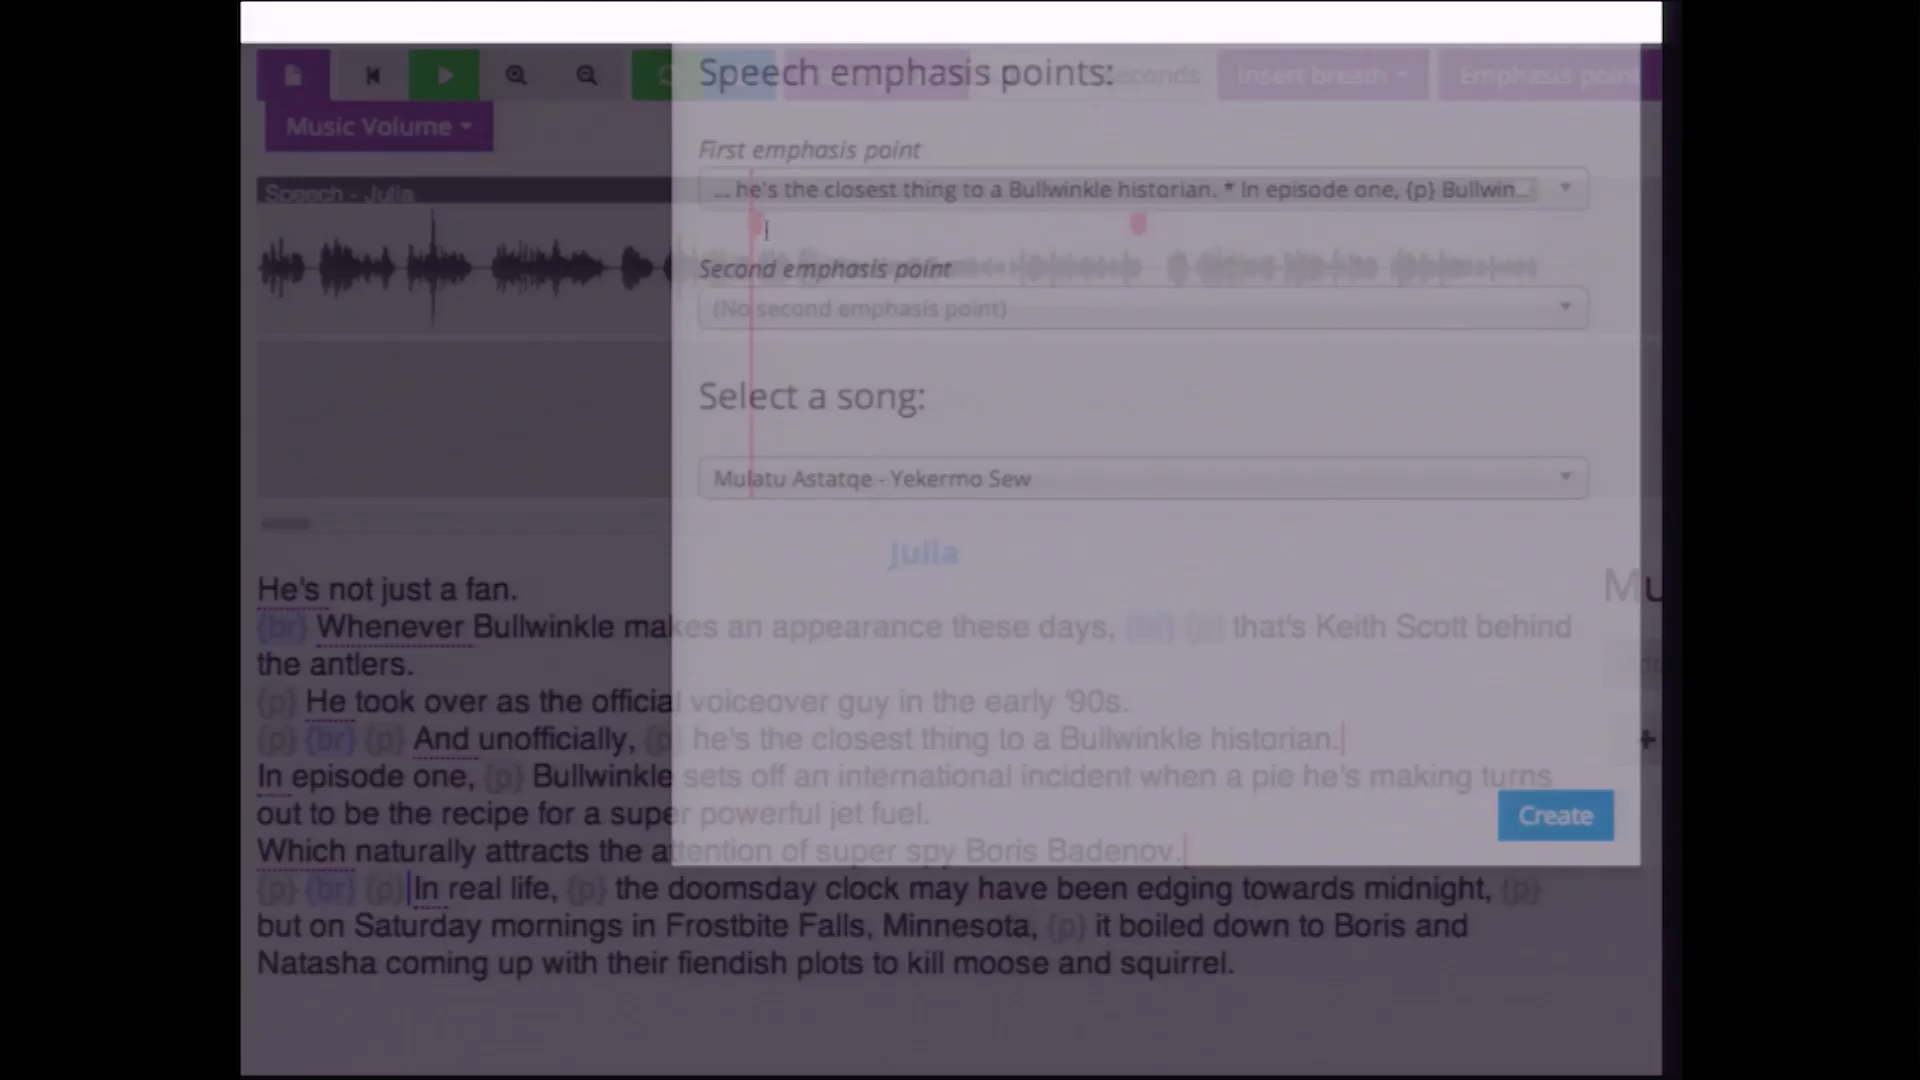 Speech emphasis points:
seconds
Insert breath
Emphasis point
Music Volume
First emphasis point
... he's the closest thing to a Bullwinkle historian. * In episode one, {p} Bullwin...
Speech - Julia
Second emphasis point
(No second emphasis point)
Select a song:
Mulatu Astatqe - Yekermo Sew
Julia
Mu
He's not just a fan.
{br} Whenever Bullwinkle makes an appearance these days, {br} {p} that's Keith Scott behind
the antlers.
{p} He took over as the official voiceover guy in the early '90s.
{p} {br} {p} And unofficially, {p} he's the closest thing to a Bullwinkle historian.
In episode one, {p} Bullwinkle sets off an international incident when a pie he's making turns
out to be the recipe for a super powerful jet fuel.
Create
Which naturally attracts the attention of super spy Boris Badenov.
{p} {br} {p} In real life, {p} the doomsday clock may have been edging towards midnight, {p}
but on Saturday mornings in Frostbite Falls, Minnesota, {p} it boiled down to Boris and
Natasha coming up with their fiendish plots to kill moose and squirrel.